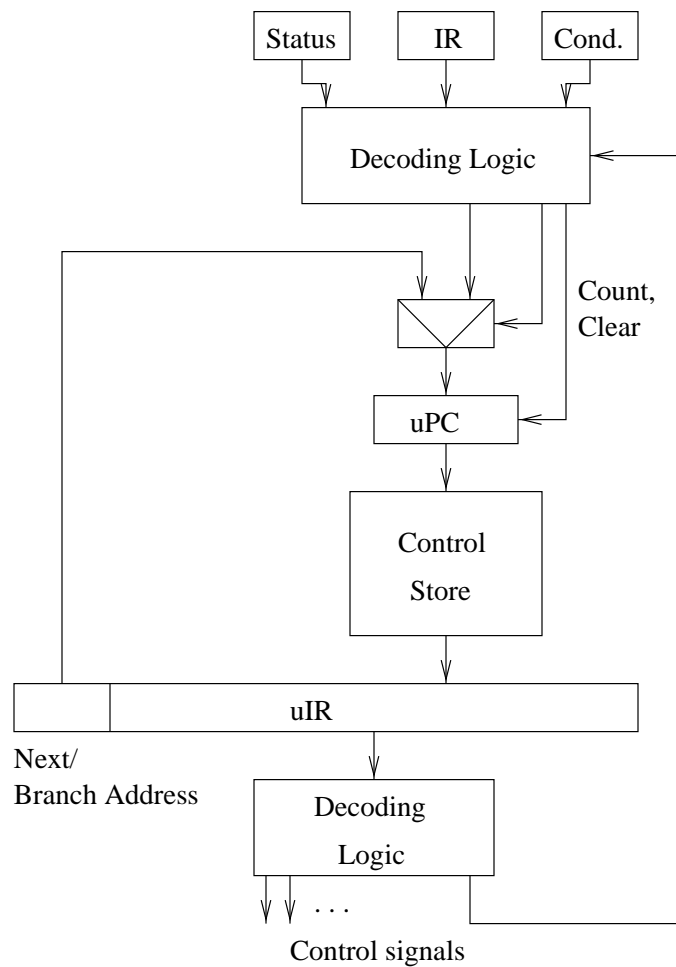 Status
IR
Cond.
Decoding Logic
Count,
Clear
uPC
Control
Store
uIR
Next/
Branch Address
Decoding
Logic
. . .
Control signals